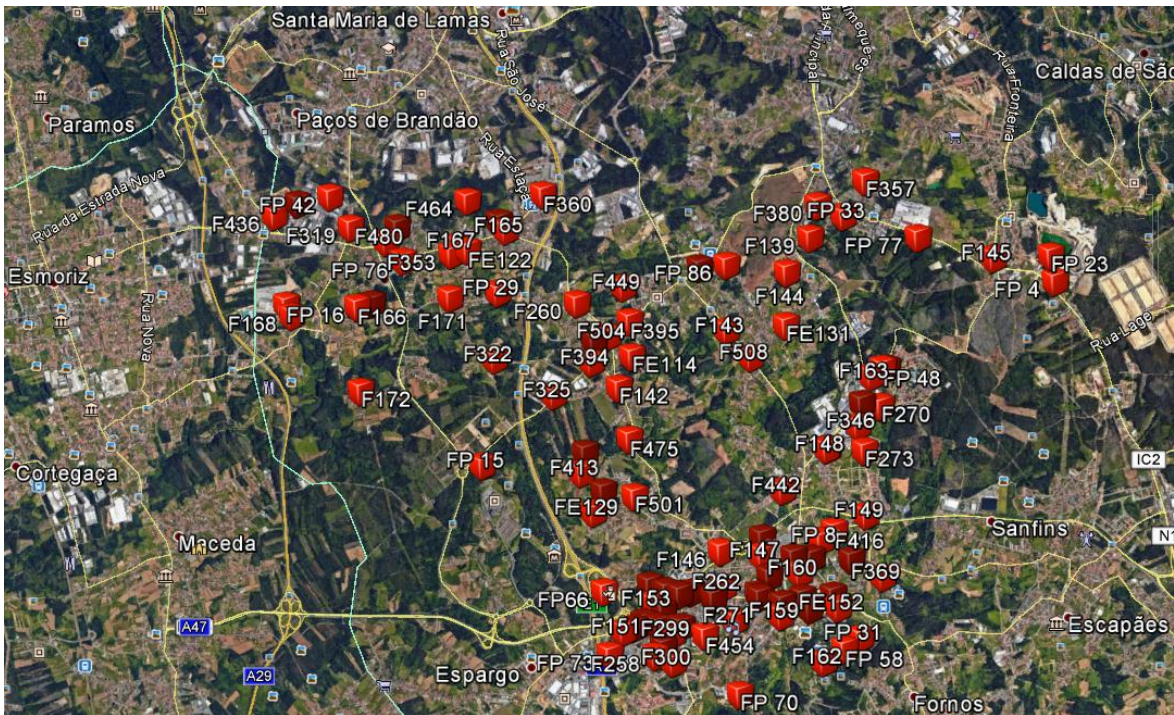 Santa Maria de Lamas
Rua São José
Rua Principal
Rua Fronteira
Caldas de São
Paramos
Paços de Brandão
Rua Estação
Rua da Estrada Nova
FP 42
F464
F165
F360
F357
F436
F319
F480
F167
FE122
F380
FP 33
F139
FP 77
F145
FP 23
FP 4
Esmoriz
FP 76
F353
FP 29
F449
FP 86
F144
Rua Nova
F168
FP 16
F166
F171
F260
F504
F395
F143
FE131
Rua Lage
F322
F394
FE114
F508
F163
FP 48
F172
F325
F142
F346
F270
F475
F148
F273
Cortegaça
FP 15
F413
IC2
FE129
F501
F442
F149
Sanfins
Maceda
F146
F147
FP 8
F416
F160
F369
FP66
F153
F262
F271
F159
FE152
A47
F151
F299
F454
FP 31
Escapães
Espargo
FP 73
F258
F300
F162
FP 58
A29
FP 70
Fornos